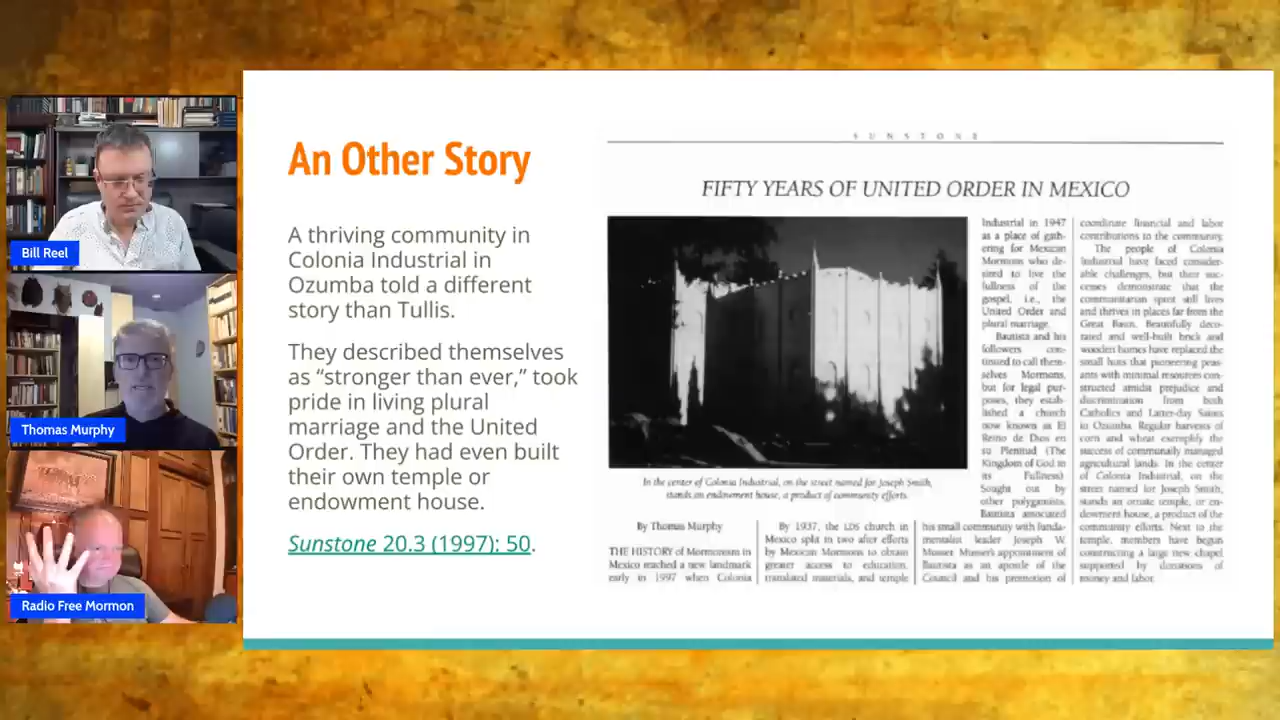 Bill Reel
Thomas Murphy
Radio Free Mormon
An Other Story
A thriving community in
Colonia Industrial in
Ozumba told a different
story than Tullis.
They described themselves
as “stronger than ever,” took
pride in living plural
marriage and the United
Order. They had even built
their own temple or
endowment house.
Sunstone 20.3 (1997): 50.
SUNSTONE
FIFTY YEARS OF UNITED ORDER IN MEXICO
In the center of Colonia Industrial, on the street named for Joseph Smith,
stands an endowment house, a product of community efforts.
By Thomas Murphy
THE HISTORY of Mormonism in
Mexico reached a new landmark
early in 1997 when Colonia
By 1937, the LDS church in
Mexico split in two after efforts
by Mexican Mormons to obtain
greater access to education,
translated materials, and temple
Industrial in 1947
as a place of gath-
ering for Mexican
Mormons who de-
sired to live the
fullness of the
gospel, i.e., the
United Order and
plural marriage.
Bautista and his
followers con-
tinued to call them-
selves Mormons,
but for legal pur-
poses, they estab-
lished a church
now known as El
Reino de Dios en
su Plenitud (The
Kingdom of God in
its Fullness).
Sought out by
other polygamists,
Bautista associated
his small community with funda-
mentalist leader Joseph W.
Musser. Musser's appointment of
Bautista as an apostle of the
Council and his promotion of
coordinate financial and labor
contributions to the community.
The people of Colonia
Industrial have faced consider-
able challenges, but their suc-
cesses demonstrate that the
communitarian spirit still lives
and thrives in places far from the
Great Basin. Beautifully deco-
rated and well-built brick and
wooden homes have replaced the
small huts that pioneering peas-
ants with minimal resources con-
structed amidst prejudice and
discrimination from both
Catholics and Latter-day Saints
in Ozumba. Regular harvests of
corn and wheat exemplify the
success of communally managed
agricultural lands. In the center
of Colonia Industrial, on the
street named for Joseph Smith,
stands an ornate temple, or en-
dowment house, a product of the
community efforts. Next to the
temple, members have begun
constructing a large new chapel
supported by donations of
money and labor.